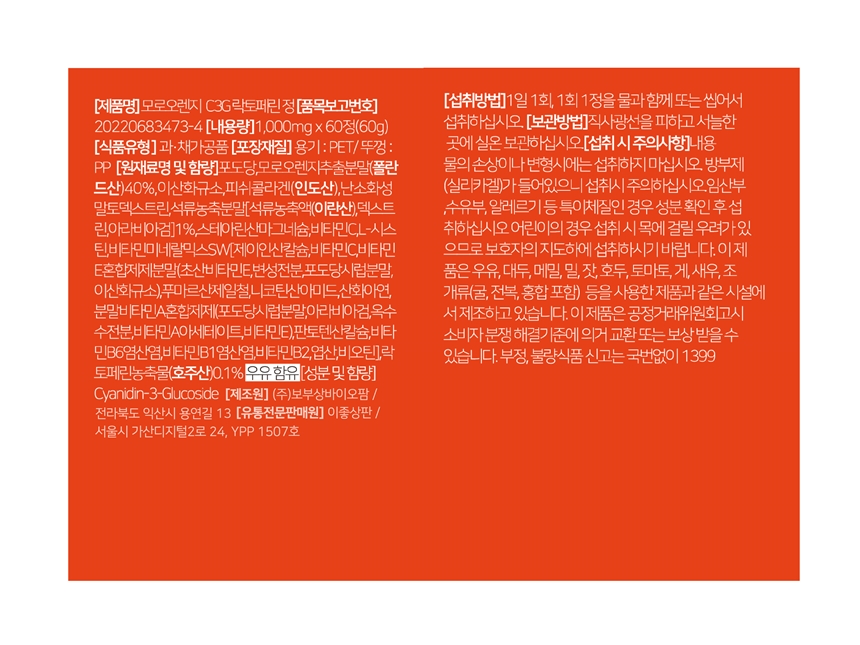 [제품명] 모로오렌지 C3G 락토페린 정 [품목보고번호]
20220683473-4 [내용량]1,000mg x 60정(60g)
[식품유형] 과·채가공품 [포장재질] 용기 : PET/ 뚜껑 :
PP [원재료명 및 함량]포도당,모로오렌지추출분말(폴란
드산)40%,이산화규소,피쉬콜라겐(인도산),난소화성
말토덱스트린,석류농축분말[석류농축액(이란산),덱스트
린,아라비아검]1%,스테아린산마그네슘,비타민C,L-시스
틴,비타민미네랄믹스SW[제이인산칼슘,비타민C,비타민
E혼합제제분말(초산비타민E,변성전분,포도당시럽분말,
이산화규소),푸마르산제일철,니코틴산아미드,산화아연,
분말비타민A혼합제제(포도당시럽분말,아라비아검,옥수
수전분,비타민A아세테이트,비타민E),판토텐산칼슘,비타
민B6염산염,비타민B1염산염,비타민B2,엽산,비오틴],락
토페린농축물(호주산)0.1% 우유 함유 [성분 및 함량]
Cyanidin-3-Glucoside [제조원] (주)보부상바이오팜 /
전라북도 익산시 용연길 13 [유통전문판매원] 이좋상판 /
서울시 가산디지털2로 24, YPP 1507호
[섭취방법]1일 1회, 1회 1정을 물과 함께 또는 씹어서
섭취하십시오. [보관방법]직사광선을 피하고 서늘한
곳에 실온 보관하십시오.[섭취 시 주의사항]내용
물의 손상이나 변형시에는 섭취하지 마십시오. 방부제
(실리카겔)가 들어있으니 섭취시 주의하십시오.임산부
,수유부, 알레르기 등 특이체질인 경우 성분 확인 후 섭
취하십시오 어린이의 경우 섭취 시 목에 걸릴 우려가 있
으므로 보호자의 지도하에 섭취하시기 바랍니다. 이 제
품은 우유, 대두, 메밀, 밀, 잣, 호두, 토마토, 게, 새우, 조
개류(굴, 전복, 홍합 포함) 등을 사용한 제품과 같은 시설에
서 제조하고 있습니다. 이 제품은 공정거래위원회고시
소비자 분쟁 해결기준에 의거 교환 또는 보상 받을 수
있습니다. 부정, 불량식품 신고는 국번없이 1399